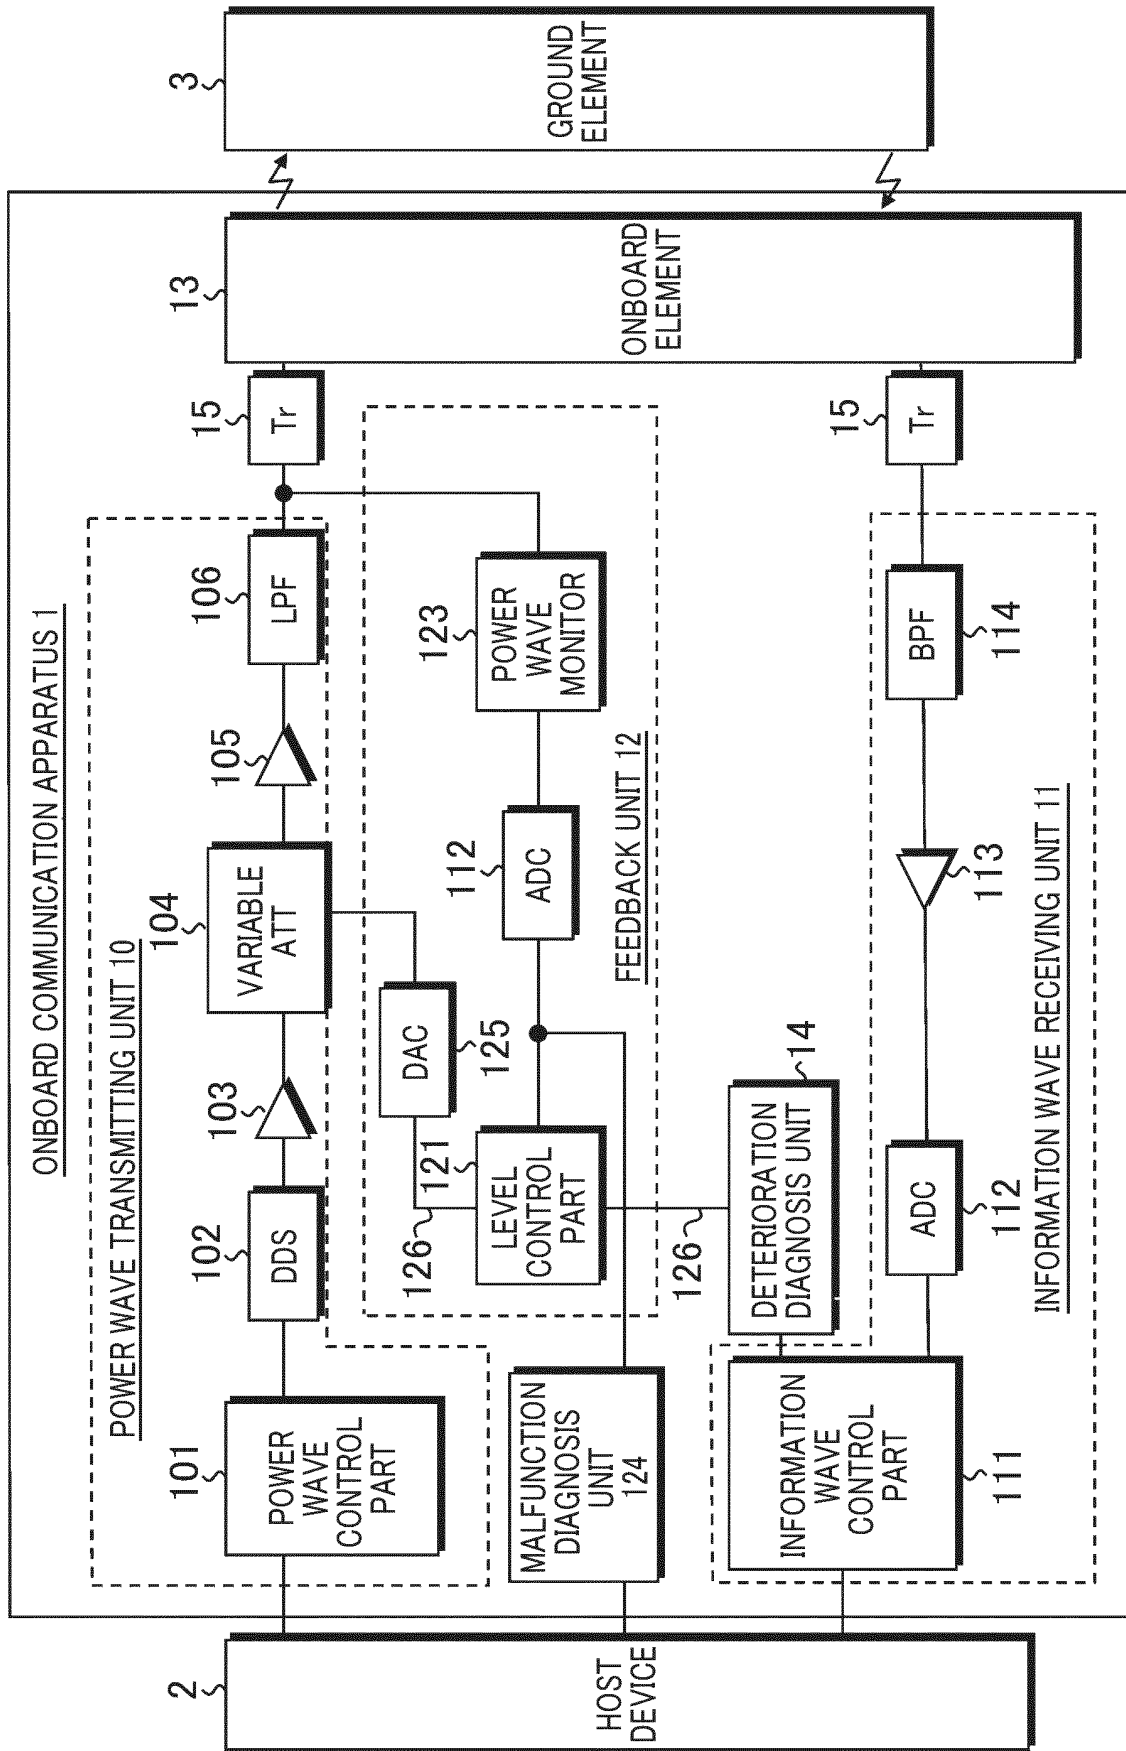 ONBOARD COMMUNICATION APPARATUS 1
POWER WAVE TRANSMITTING UNIT 10
2
HOST
DEVICE
101
POWER
WAVE
CONTROL
PART
102
DDS
103
104
VARIABLE
ATT
105
106
LPF
15
Tr
13
ONBOARD
ELEMENT
3
GROUND
ELEMENT
126
DAC
125
121
LEVEL
CONTROL
PART
112
ADC
123
POWER
WAVE
MONITOR
FEEDBACK UNIT 12
MALFUNCTION
DIAGNOSIS
UNIT
124
126
14
DETERIORATION
DIAGNOSIS UNIT
INFORMATION
WAVE
CONTROL
PART
111
ADC
112
113
BPF
114
15
Tr
INFORMATION WAVE RECEIVING UNIT 11